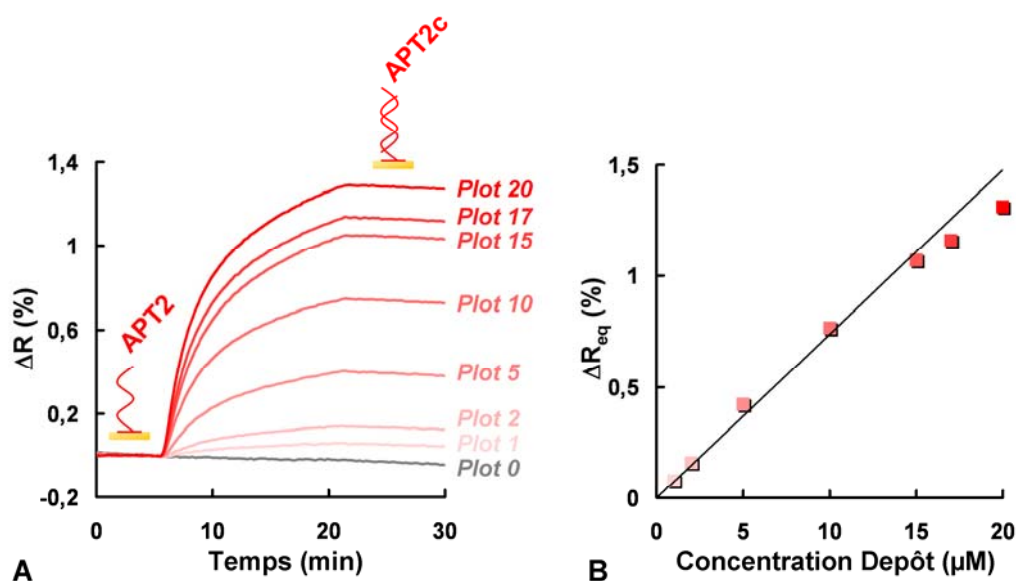 APT2c
1,4
1
0,6
0,2
-0,2
ΔR (%)
APT2
Plot 20
Plot 17
Plot 15
Plot 10
Plot 5
Plot 2
Plot 1
Plot 0
0
10
20
30
Temps (min)
A
1,5
1
0,5
0
ΔReq (%)
0
5
10
15
20
Concentration Depôt (µM)
B